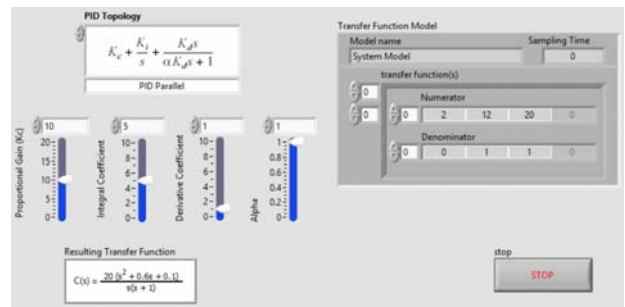 PID Topology
K_c + K_i/s + K_d s/(αK_d s + 1)
PID Parallel
10
5
1
1
Proportional Gain (Kc)
20-
15-
10-
5-
0-
Integral Coefficient
10-
8-
6-
4-
2-
0-
Derivative Coefficient
10-
8-
6-
4-
2-
0-
Alpha
1-
0.8-
0.6-
0.4-
0.2-
0-
Resulting Transfer Function
C(s) = 20 (s² + 0.6s + 0.1)/s(s + 1)
Transfer Function Model
Model name
Sampling Time
System Model
0
transfer function(s)
0
0
Numerator
0
2
12
20
0
Denominator
0
0
1
1
0
stop
STOP